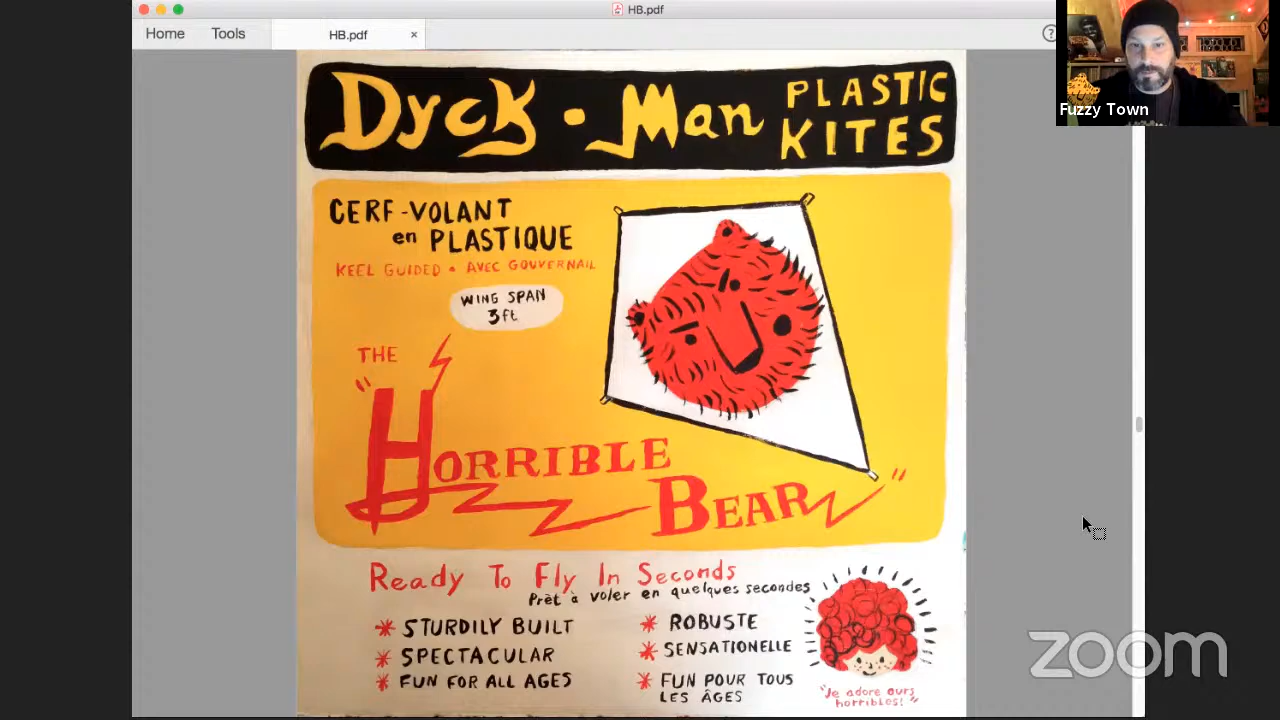 HB.pdf
Home
Tools
HB.pdf
×
?
Fuzzy Town
Dyck • Man
PLASTIC
KITES
CERF-VOLANT
en PLASTIQUE
KEEL GUIDED • AVEC GOUVERNAIL
WING SPAN
3ft
THE
"HORRIBLE
BEAR"
Ready To Fly In Seconds
Prêt à voler en quelques secondes
* STURDILY BUILT
* SPECTACULAR
* FUN FOR ALL AGES
* ROBUSTE
* SENSATIONELLE
* FUN POUR TOUS
LES ÂGES
"Je adore ours
horribles!"
zoom